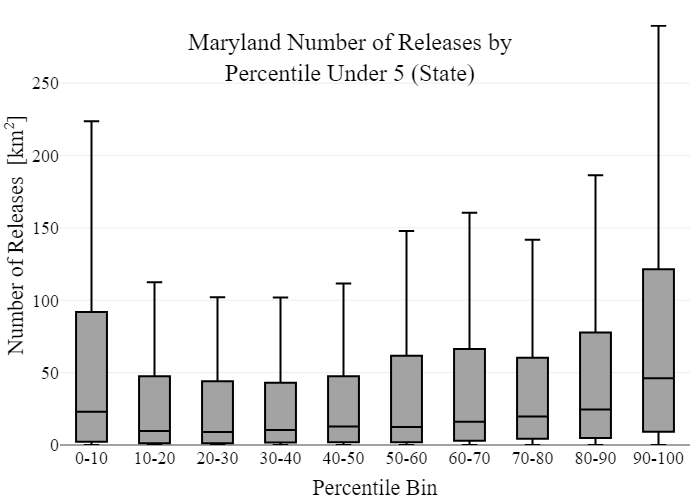 Maryland Number of Releases by
Percentile Under 5 (State)
Number of Releases [km²]
250
200
150
100
50
0
0-10 10-20 20-30 30-40 40-50 50-60 60-70 70-80 80-90 90-100
Percentile Bin